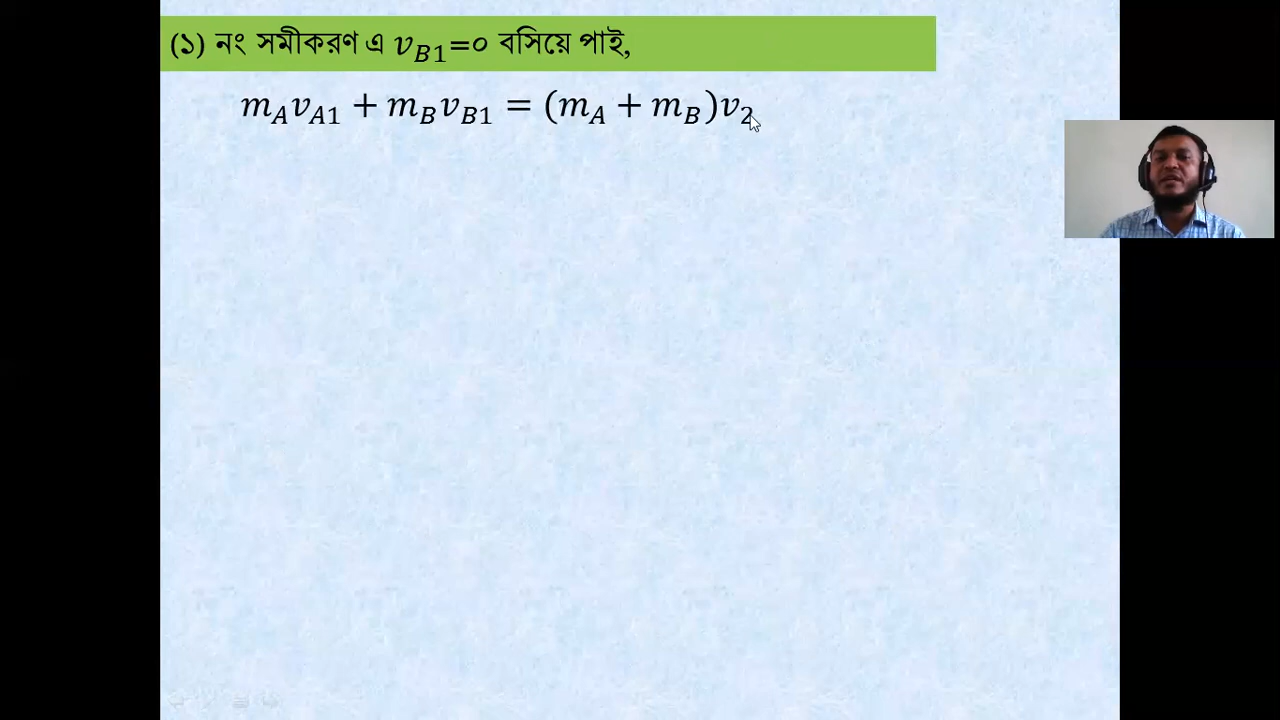 (১) নং সমীকরণ এ v_{B1}=০ বসিয়ে পাই,
m_A v_{A1} + m_B v_{B1} = (m_A + m_B)v_2